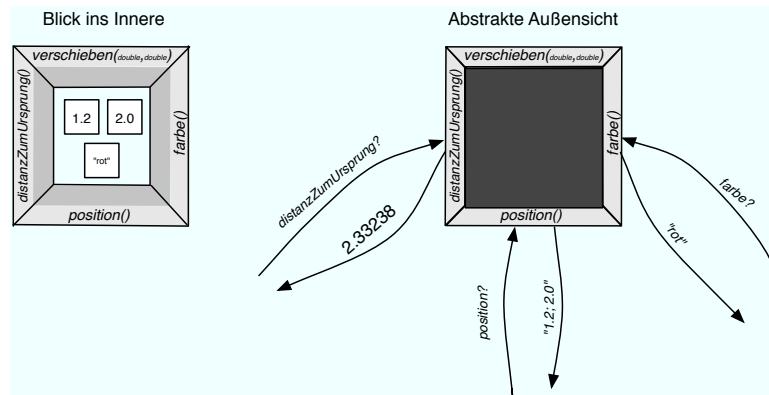 Blick ins Innere
verschieben(double,double)
distanzZumUrsprung()
1.2
2.0
"rot"
farbe()
position()
Abstrakte Außensicht
verschieben(double,double)
distanzZumUrsprung()
farbe()
position()
distanzZumUrsprung?
2.33238
position?
"1.2; 2.0"
"rot"
farbe?